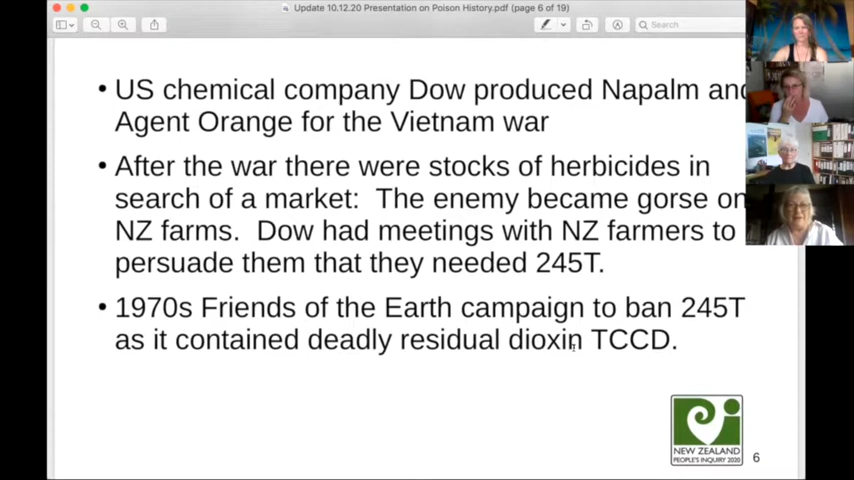 Update 10.12.20 Presentation on Poison History.pdf (page 6 of 19)
Search
• US chemical company Dow produced Napalm and
Agent Orange for the Vietnam war
• After the war there were stocks of herbicides in
search of a market:  The enemy became gorse on
NZ farms.  Dow had meetings with NZ farmers to
persuade them that they needed 245T.
• 1970s Friends of the Earth campaign to ban 245T
as it contained deadly residual dioxin TCCD.
NEW ZEALAND
PEOPLE'S INQUIRY 2020
6